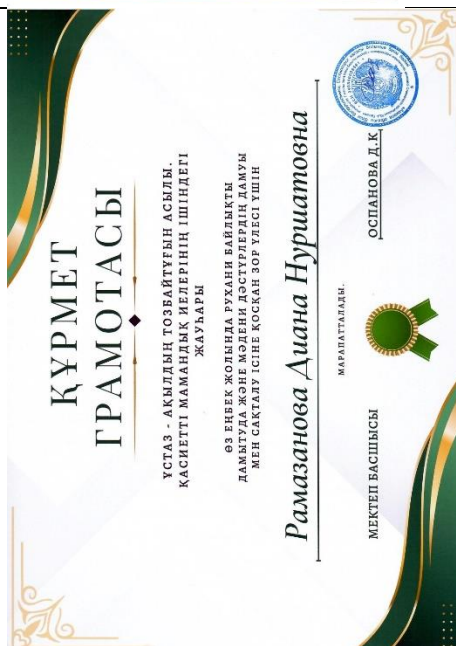 ҚҰРМЕТ
ГРАМОТАСЫ
ҰСТАЗ - АҚЫЛДЫҢ ТОЗБАЙТҰҒЫН АСЫЛЫ.
ҚАСИЕТТІ МАМАНДЫҚ ИЕЛЕРІНІҢ ІШІНДЕГІ
ЖАУҺАРЫ
ӨЗ ЕҢБЕК ЖОЛЫНДА РУХАНИ БАЙЛЫҚТЫ
ДАМЫТУДА ЖӘНЕ МӘДЕНИ ДӘСТҮРЛЕРДІҢ ДАМУЫ
МЕН САҚТАЛУ ІСІНЕ ҚОСҚАН ЗОР ҮЛЕСІ ҮШІН
Рамазанова Диана Нуршатовна
МАРАПАТТАЛАДЫ.
МЕКТЕП БАСШЫСЫ
ОСПАНОВА Д.К